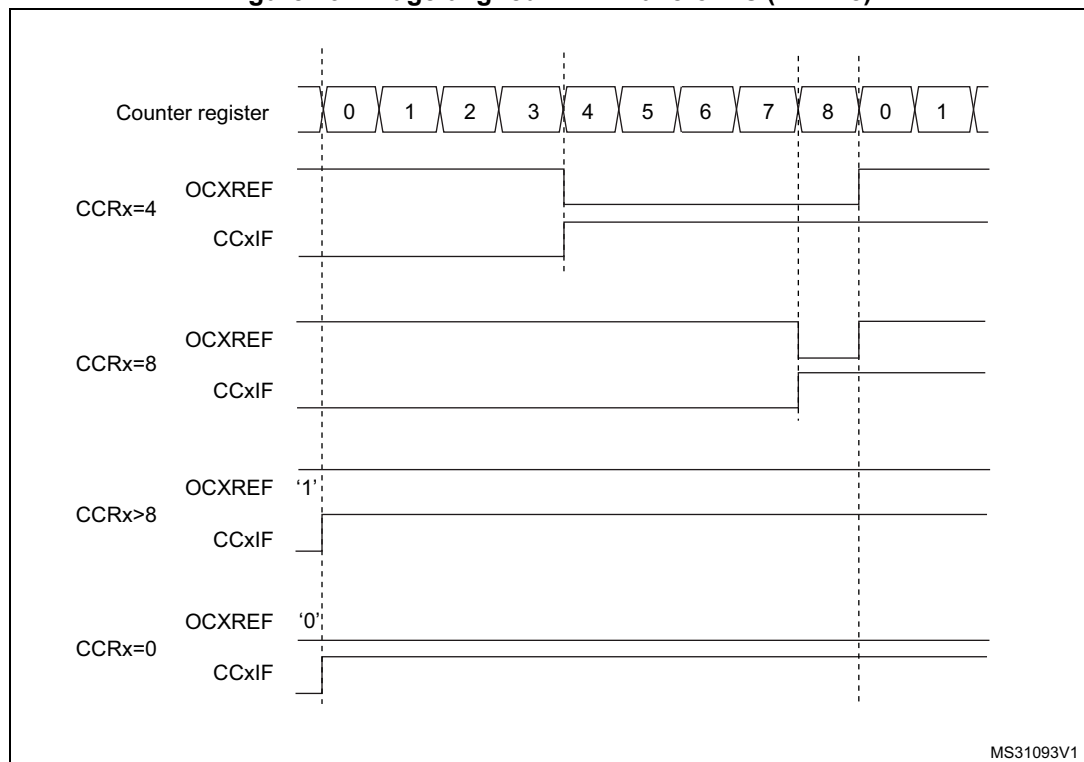 Counter register 0 1 2 3 4 5 6 7 8 0 1
OCXREF
CCRx=4
CCxIF
OCXREF
CCRx=8
CCxIF
OCXREF ‘1’
CCRx>8
CCxIF
OCXREF ‘0’
CCRx=0
CCxIF
MS31093V1